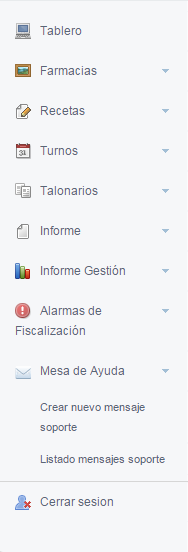 Tablero
Farmacias
Recetas
31
Turnos
Talonarios
Informe
Informe Gestión
Alarmas de
Fiscalización
Mesa de Ayuda
Crear nuevo mensaje
soporte
Listado mensajes soporte
Cerrar sesion